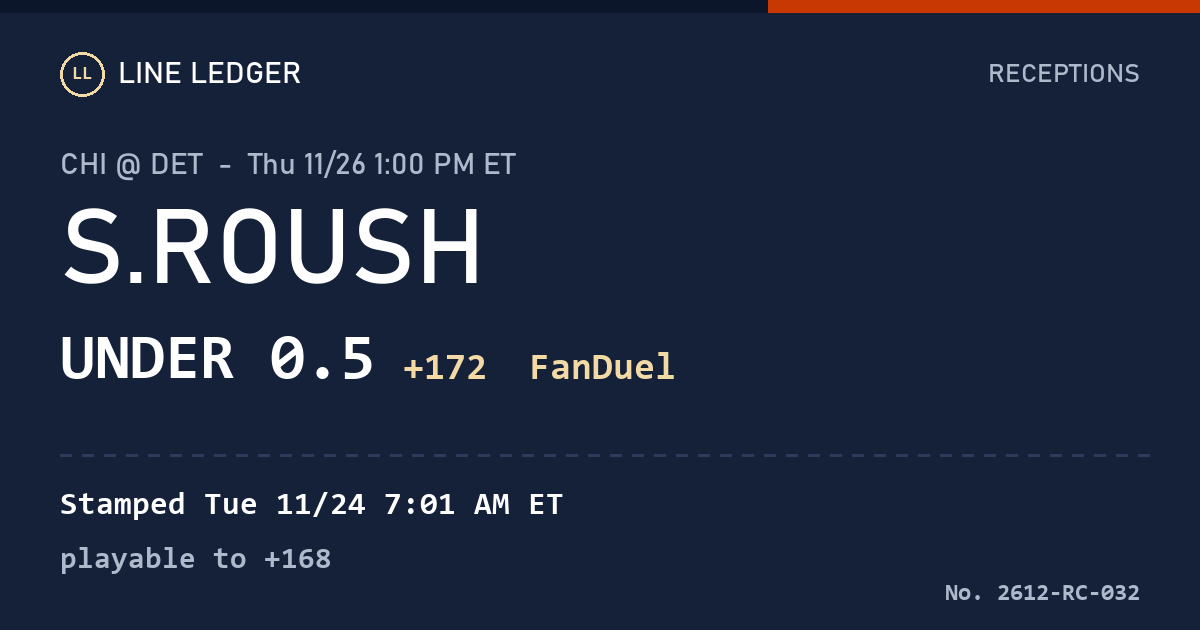 LL LINE LEDGER
RECEPTIONS
CHI @ DET - Thu 11/26 1:00 PM ET
S.ROUSH
UNDER 0.5 +172 FanDuel
Stamped Tue 11/24 7:01 AM ET
playable to +168
No. 2612-RC-032